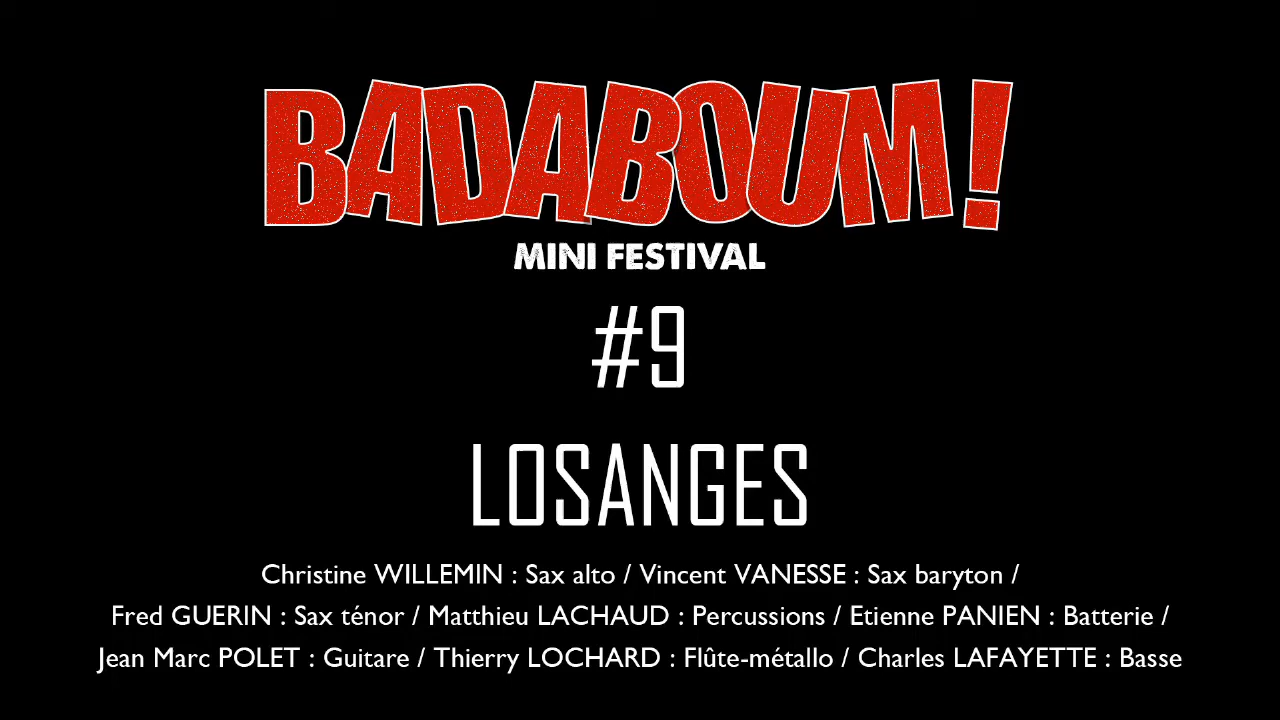 BADABOUM!
MINI FESTIVAL
#9
LOSANGES
Christine WILLEMIN : Sax alto / Vincent VANESSE : Sax baryton /
Fred GUERIN : Sax ténor / Matthieu LACHAUD : Percussions / Etienne PANIEN : Batterie /
Jean Marc POLET : Guitare / Thierry LOCHARD : Flûte-métallo / Charles LAFAYETTE : Basse